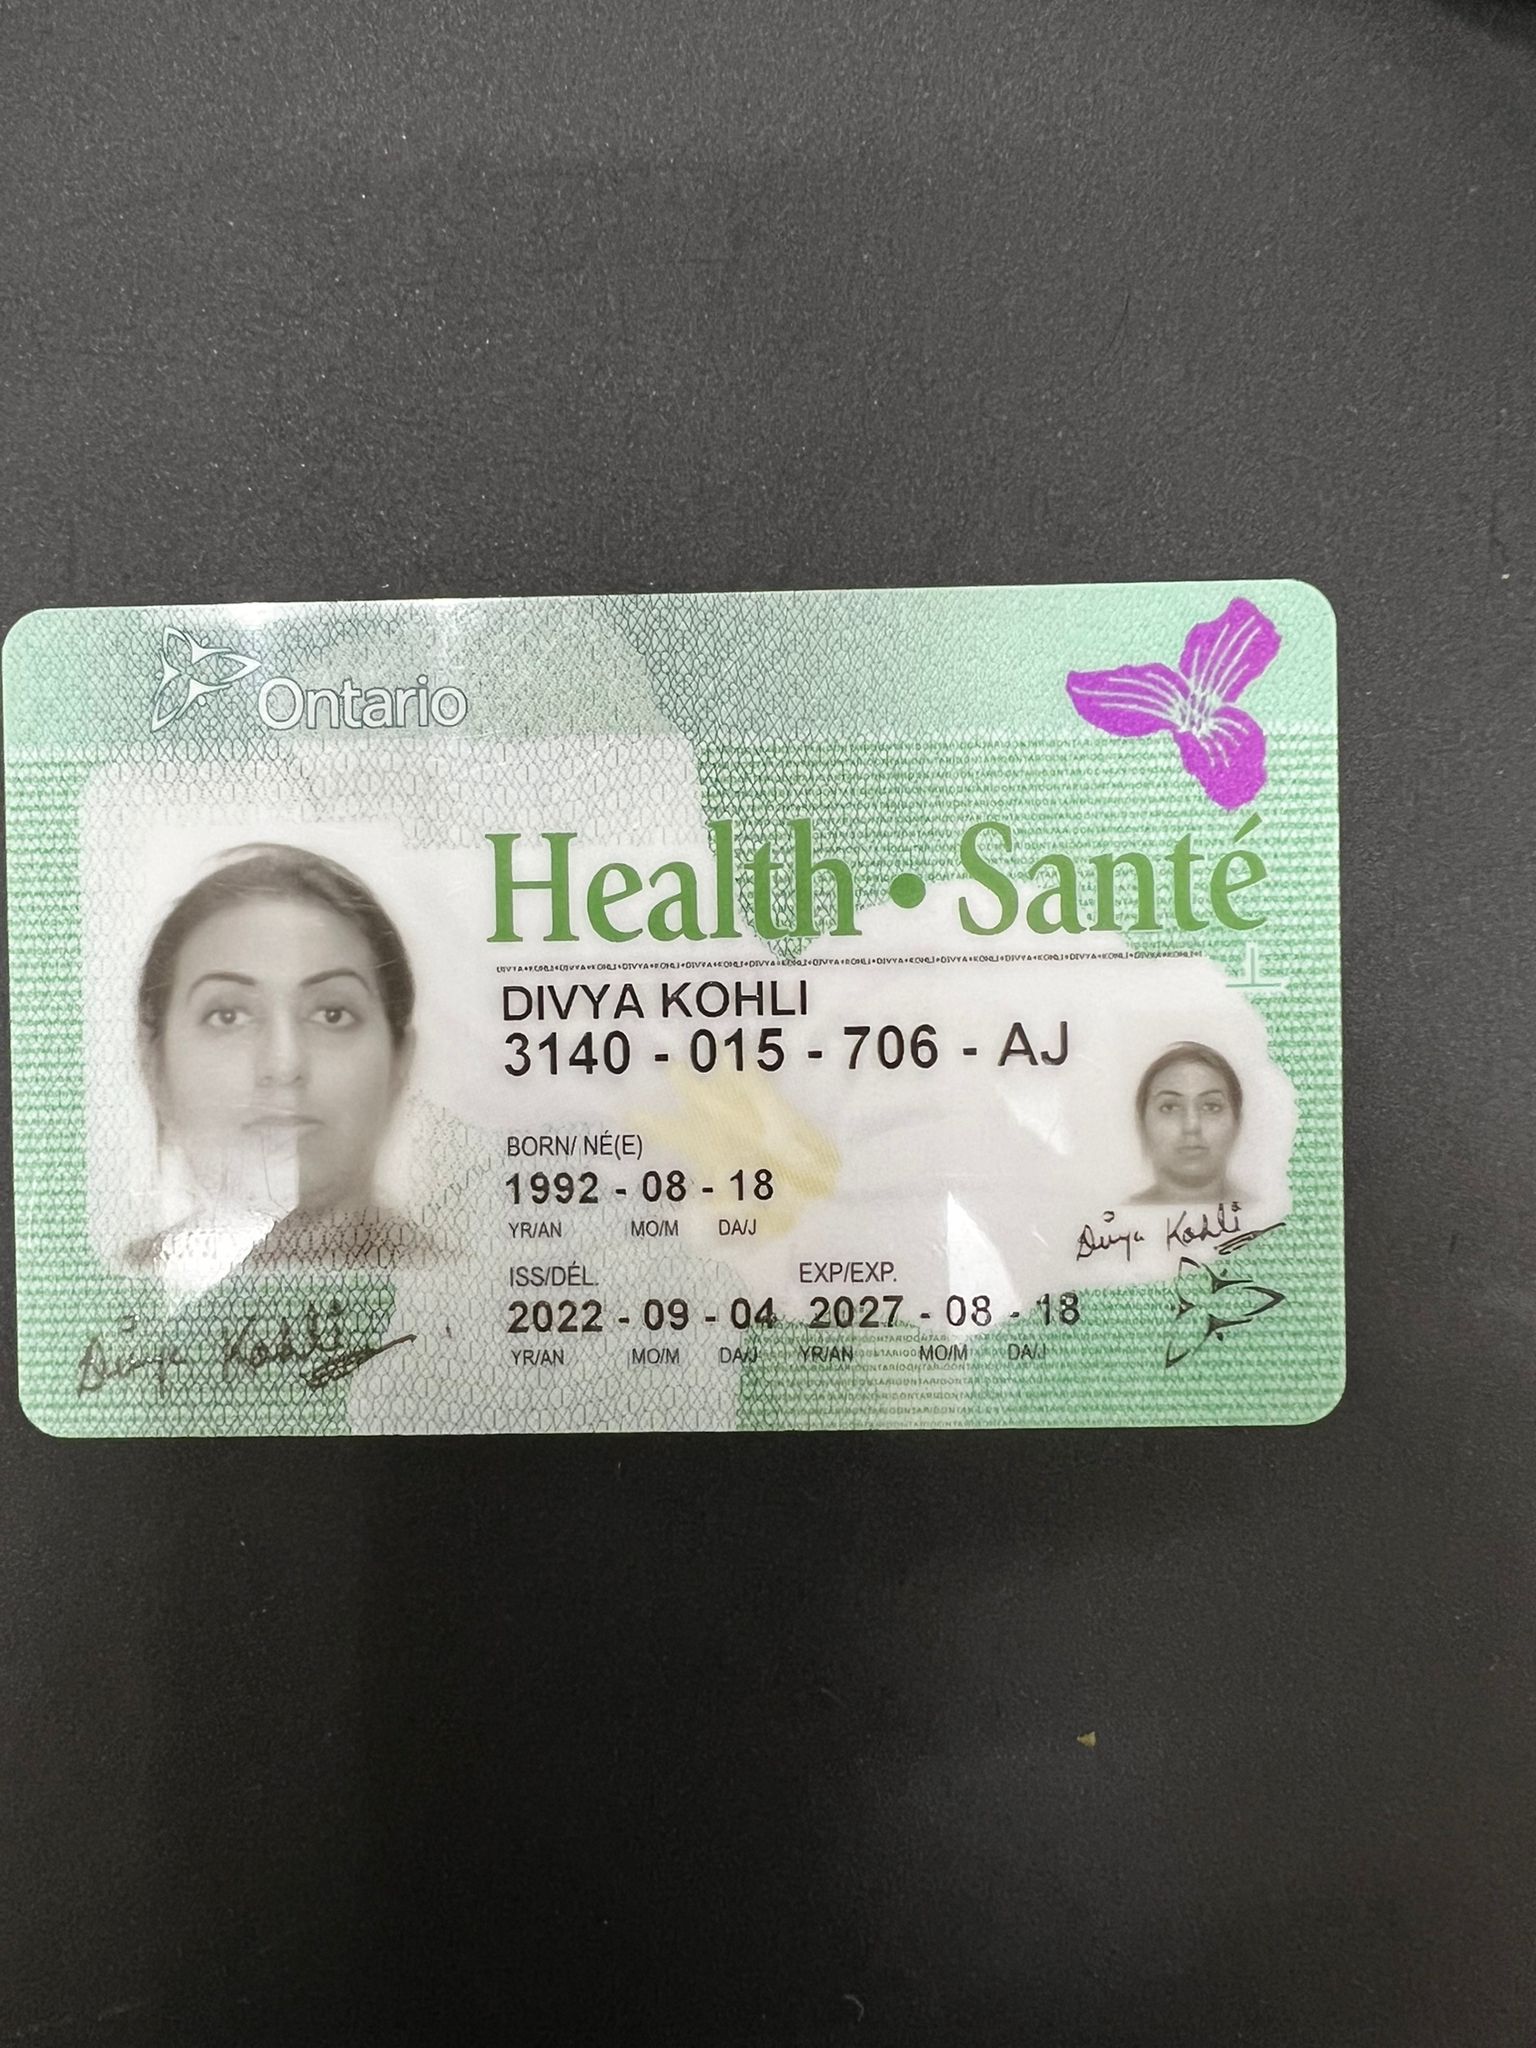 Ontario
Health • Santé
DIVYA KOHLI
3140 - 015 - 706 - AJ
BORN/ NÉ(E)
1992 - 08 - 18
YR/AN MO/M DA/J
Divya Kohli
ISS/DÉL. EXP/EXP.
2022 - 09 - 04 2027 - 08 - 18
YR/AN MO/M DA/J YR/AN MO/M DA/J
Divya Kohli